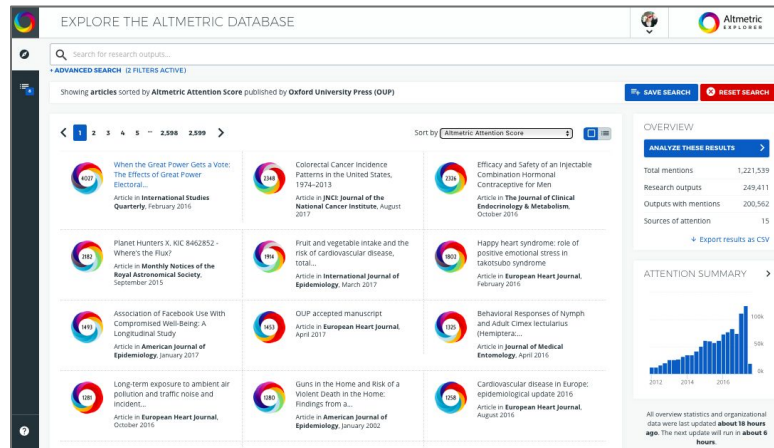 EXPLORE THE ALTMETRIC DATABASE
Altmetric
EXPLORER
Search for research outputs...
+ ADVANCED SEARCH (2 FILTERS ACTIVE)
Showing articles sorted by Altmetric Attention Score published by Oxford University Press (OUP)
SAVE SEARCH
RESET SEARCH
1 2 3 4 5 ... 2,598 2,599
Sort by Altmetric Attention Score
4027
When the Great Power Gets a Vote:
The Effects of Great Power
Electoral...
Article in International Studies
Quarterly, February 2016
2348
Colorectal Cancer Incidence
Patterns in the United States,
1974–2013
Article in JNCI: Journal of the
National Cancer Institute, August
2017
2326
Efficacy and Safety of an Injectable
Combination Hormonal
Contraceptive for Men
Article in The Journal of Clinical
Endocrinology & Metabolism,
October 2016
2182
Planet Hunters X. KIC 8462852 -
Where's the Flux?
Article in Monthly Notices of the
Royal Astronomical Society,
September 2015
1914
Fruit and vegetable intake and the
risk of cardiovascular disease,
total...
Article in International Journal of
Epidemiology, March 2017
1802
Happy heart syndrome: role of
positive emotional stress in
takotsubo syndrome
Article in European Heart Journal,
February 2016
1493
Association of Facebook Use With
Compromised Well-Being: A
Longitudinal Study
Article in American Journal of
Epidemiology, January 2017
1453
OUP accepted manuscript
Article in European Heart Journal,
April 2017
1325
Behavioral Responses of Nymph
and Adult Cimex lectularius
(Hemiptera:...
Article in Journal of Medical
Entomology, April 2016
1281
Long-term exposure to ambient air
pollution and traffic noise and
incident...
Article in European Heart Journal,
October 2016
1280
Guns in the Home and Risk of a
Violent Death in the Home:
Findings from a...
Article in American Journal of
Epidemiology, January 2002
1258
Cardiovascular disease in Europe:
epidemiological update 2016
Article in European Heart Journal,
August 2016
OVERVIEW
ANALYZE THESE RESULTS
Total mentions 1,221,539
Research outputs 249,411
Outputs with mentions 200,562
Sources of attention 15
Export results as CSV
ATTENTION SUMMARY
100k
50k
0k
2012 2014 2016
All overview statistics and organizational
data were last updated about 18 hours
ago. The next update will run in about 6
hours.